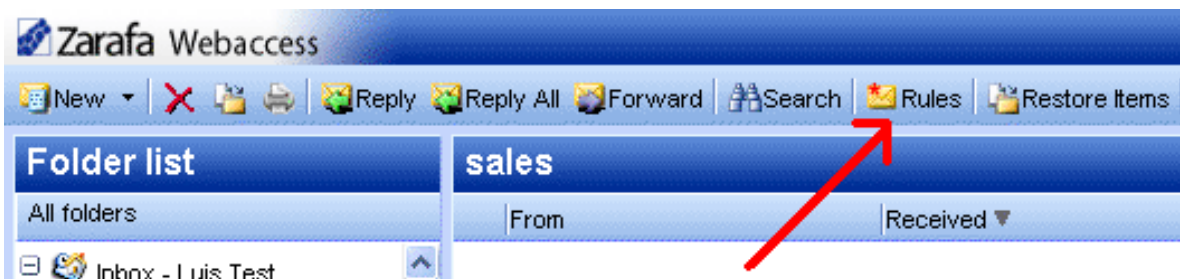 Zarafa Webaccess
New Reply Reply All Forward Search Rules Restore Items
Folder list
sales
All folders
From Received
Inbox - Luis Test